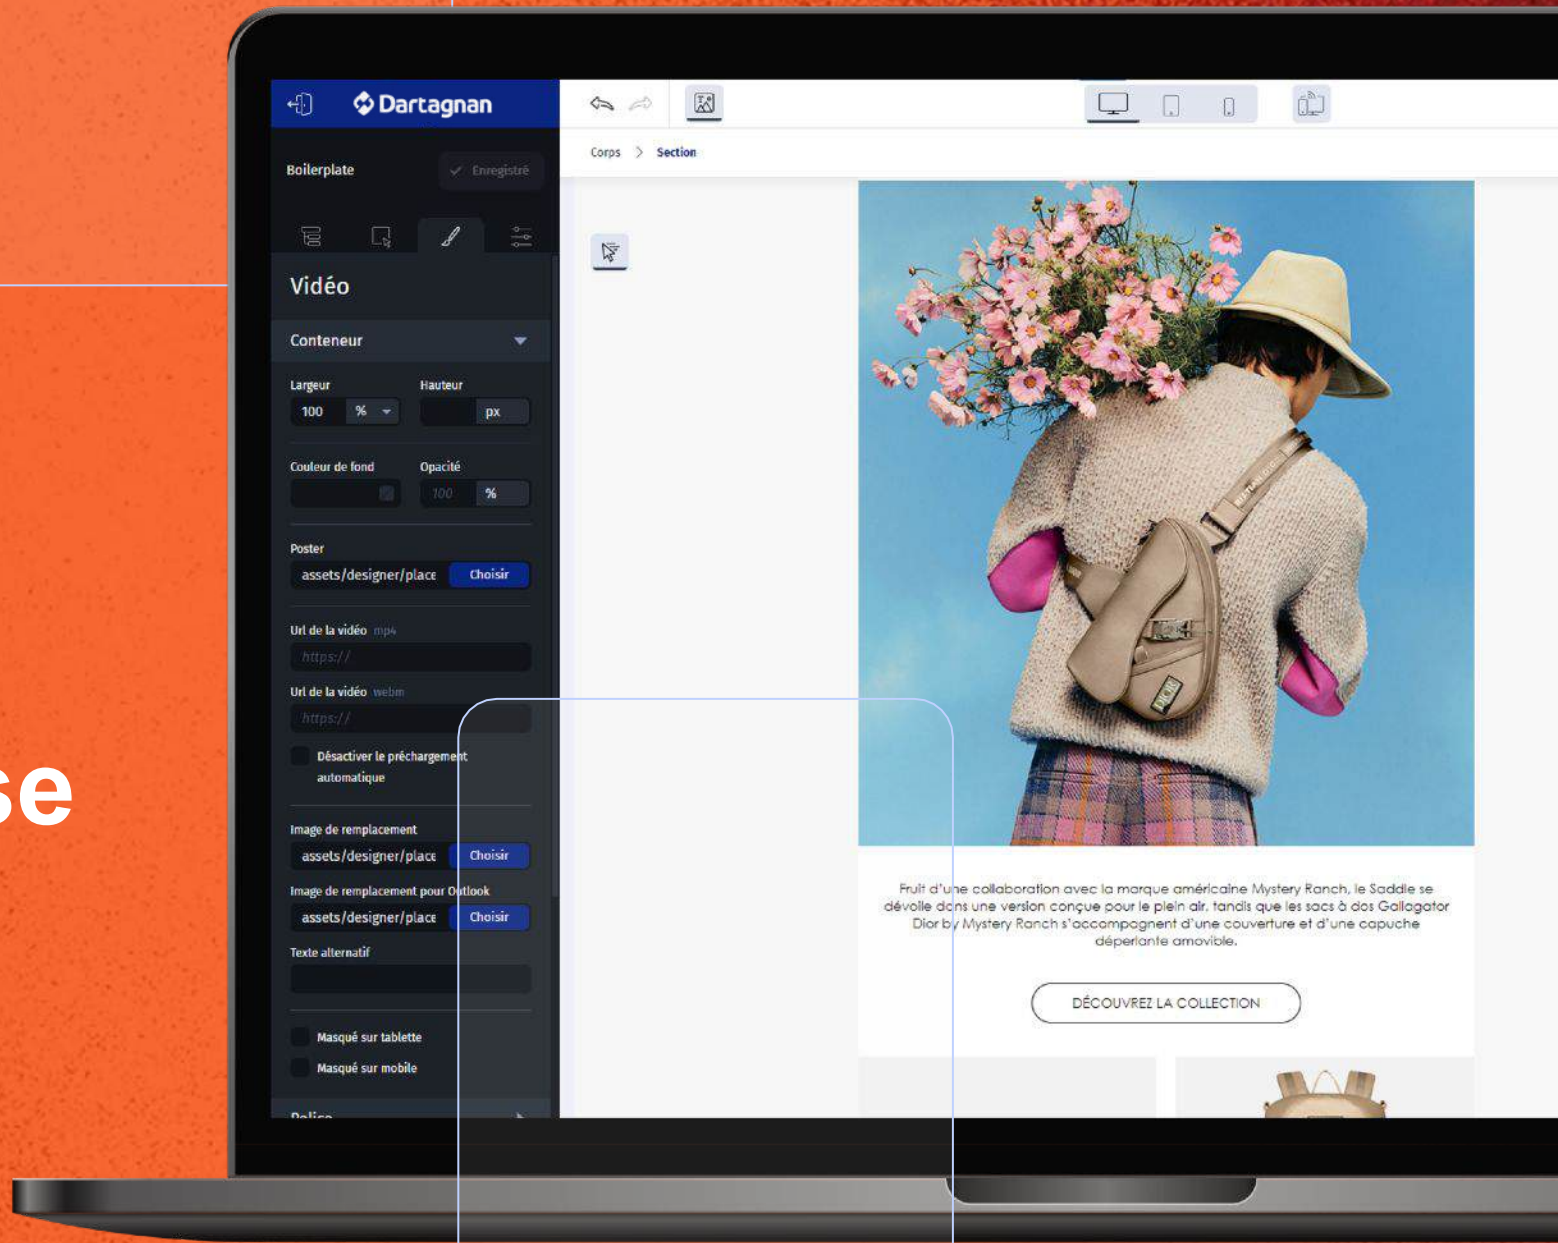 Dartagnan
Boilerplate
Enregistré
Vidéo
Conteneur
Largeur Hauteur
100 % px
Couleur de fond Opacité
100 %
Poster
assets/designer/place Choisir
Url de la vidéo mp4
https://
Url de la vidéo webm
https://
Désactiver le préchargement
automatique
Image de remplacement
assets/designer/place Choisir
Image de remplacement pour Outlook
assets/designer/place Choisir
Texte alternatif
Masqué sur tablette
Masqué sur mobile
Police
se
Corps > Section
DIOR
Fruit d'une collaboration avec la marque américaine Mystery Ranch, le Saddle se
dévoile dans une version conçue pour le plein air, tandis que les sacs à dos Gallagator
Dior by Mystery Ranch s'accompagnent d'une couverture et d'une capuche
déperlante amovible.
DÉCOUVREZ LA COLLECTION